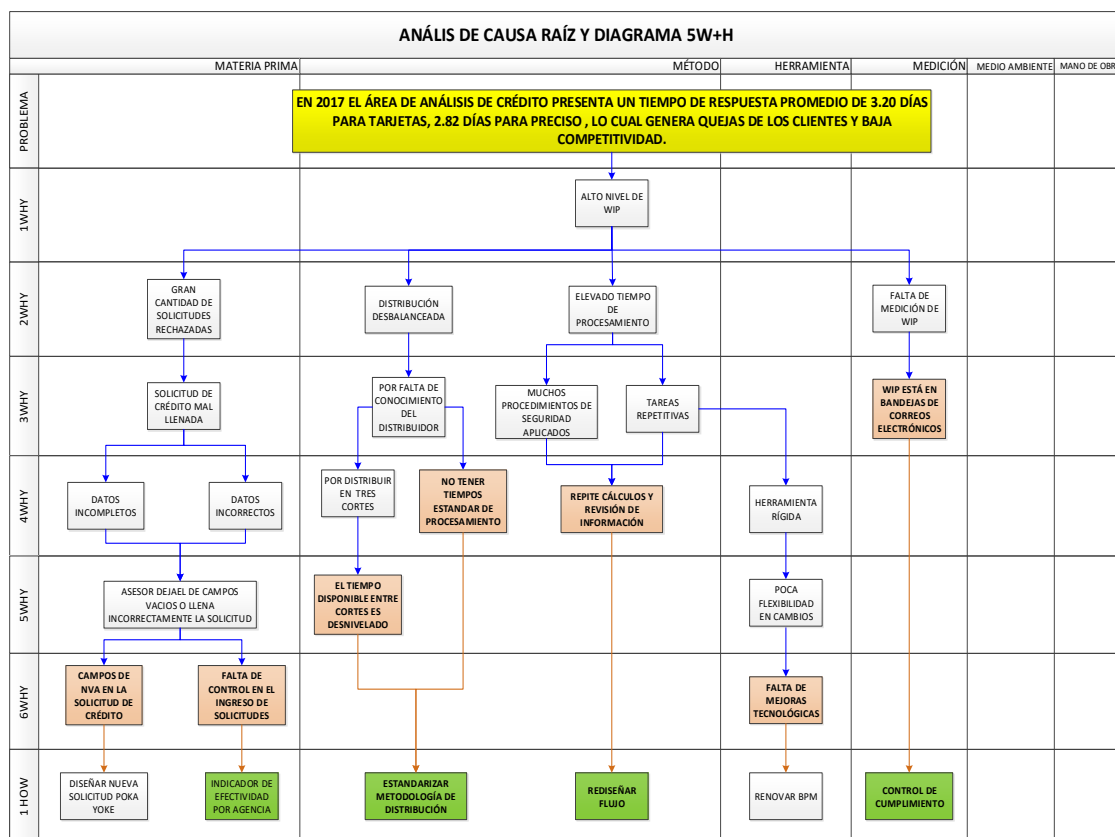 ANÁLIS DE CAUSA RAÍZ Y DIAGRAMA 5W+H
MATERIA PRIMA
MÉTODO
HERRAMIENTA
MEDICIÓN
MEDIO AMBIENTE
MANO DE OBR
PROBLEMA
EN 2017 EL ÁREA DE ANÁLISIS DE CRÉDITO PRESENTA UN TIEMPO DE RESPUESTA PROMEDIO DE 3.20 DÍAS
PARA TARJETAS, 2.82 DÍAS PARA PRECISO , LO CUAL GENERA QUEJAS DE LOS CLIENTES Y BAJA
COMPETITIVIDAD.
1WHY
ALTO NIVEL DE
WIP
2WHY
GRAN
CANTIDAD DE
SOLICITUDES
RECHAZADAS
DISTRIBUCIÓN
DESBALANCEADA
ELEVADO TIEMPO
DE
PROCESAMIENTO
FALTA DE
MEDICIÓN DE
WIP
3WHY
SOLICITUD DE
CRÉDITO MAL
LLENADA
POR FALTA DE
CONOCIMIENTO
DEL
DISTRIBUIDOR
MUCHOS
PROCEDIMIENTOS DE
SEGURIDAD
APLICADOS
TAREAS
REPETITIVAS
WIP ESTÁ EN
BANDEJAS DE
CORREOS
ELECTRÓNICOS
4WHY
DATOS
INCOMPLETOS
DATOS
INCORRECTOS
POR DISTRIBUIR
EN TRES
CORTES
NO TENER
TIEMPOS
ESTANDAR DE
PROCESAMIENTO
REPITE CÁLCULOS Y
REVISIÓN DE
INFORMACIÓN
HERRAMIENTA
RÍGIDA
5WHY
ASESOR DEJAEL DE CAMPOS
VACIOS O LLENA
INCORRECTAMENTE LA SOLICITUD
EL TIEMPO
DISPONIBLE ENTRE
CORTES ES
DESNIVELADO
POCA
FLEXIBILIDAD
EN CAMBIOS
6WHY
CAMPOS DE
NVA EN LA
SOLICITUD DE
CRÉDITO
FALTA DE
CONTROL EN EL
INGRESO DE
SOLICITUDES
FALTA DE
MEJORAS
TECNOLÓGICAS
1 HOW
DISEÑAR NUEVA
SOLICITUD POKA
YOKE
INDICADOR DE
EFECTIVIDAD
POR AGENCIA
ESTANDARIZAR
METODOLOGÍA DE
DISTRIBUCIÓN
REDISEÑAR
FLUJO
RENOVAR BPM
CONTROL DE
CUMPLIMIENTO